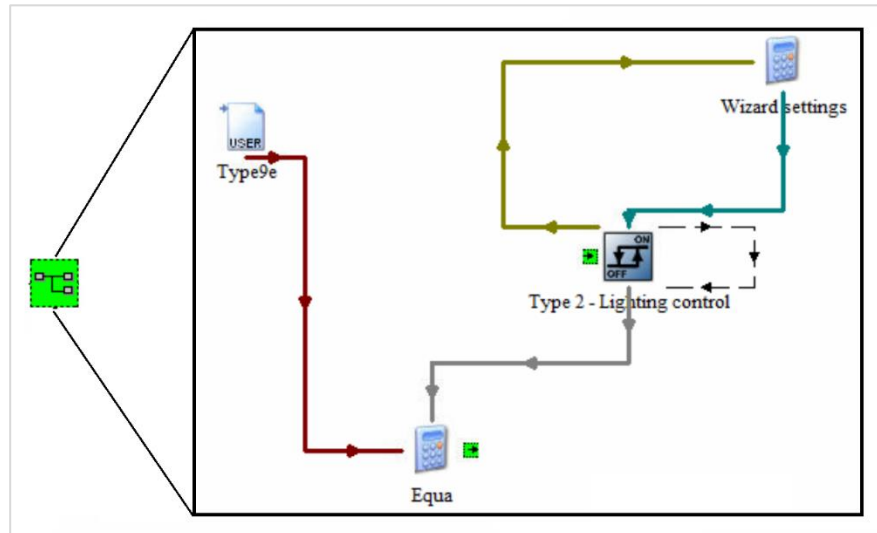 Wizard settings
USER
Type9e
ON
OFF
Type 2 - Lighting control
Equa